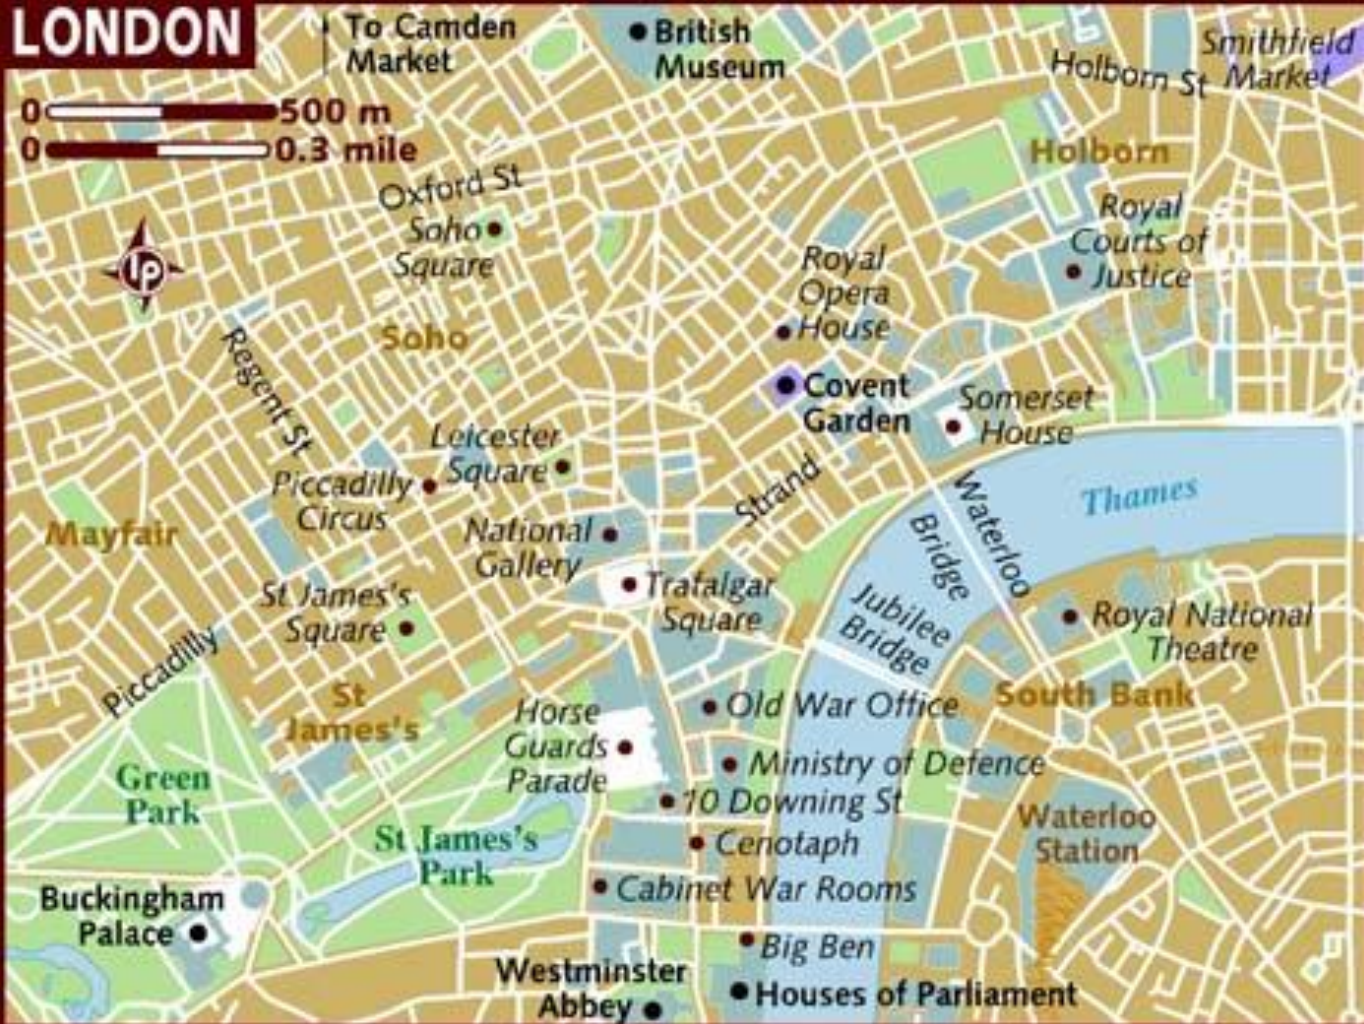 LONDON
To Camden
Market
British
Museum
Smithfield
Market
Holborn St
0 500 m
0 0.3 mile
Holborn
Oxford St
Soho
Square
Royal
Courts of
Justice
lp
Royal
Opera
House
Soho
Regent St
Covent
Garden
Somerset
House
Leicester
Square
Piccadilly
Circus
Strand
Waterloo
Bridge
Thames
Mayfair
National
Gallery
Trafalgar
Square
St James's
Square
Jubilee
Bridge
Royal National
Theatre
Piccadilly
St
James's
South Bank
Horse
Guards
Parade
Old War Office
Ministry of Defence
Green
Park
10 Downing St
Waterloo
Station
St James's
Park
Cenotaph
Cabinet War Rooms
Buckingham
Palace
Big Ben
Westminster
Abbey
Houses of Parliament